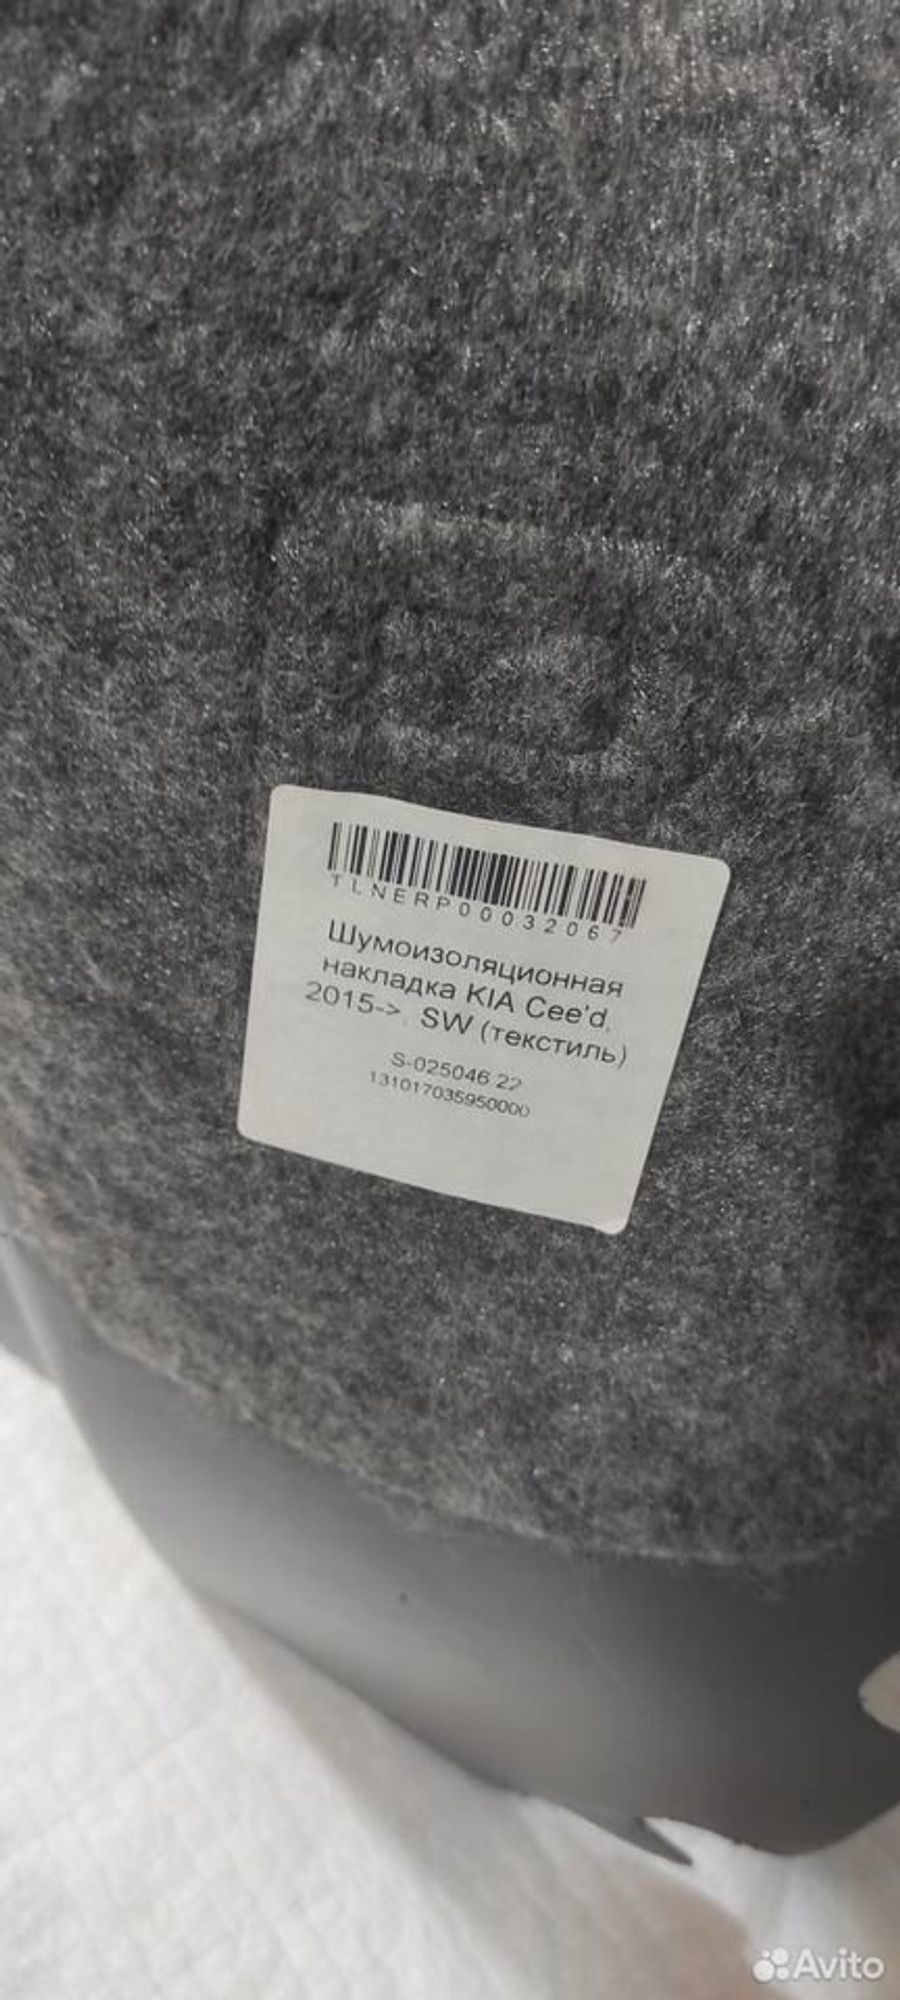 TLNERP00032067
Шумоизоляционная
накладка KIA Cee'd,
2015->, SW (текстиль)
S-025046 22
131017035950000
Avito